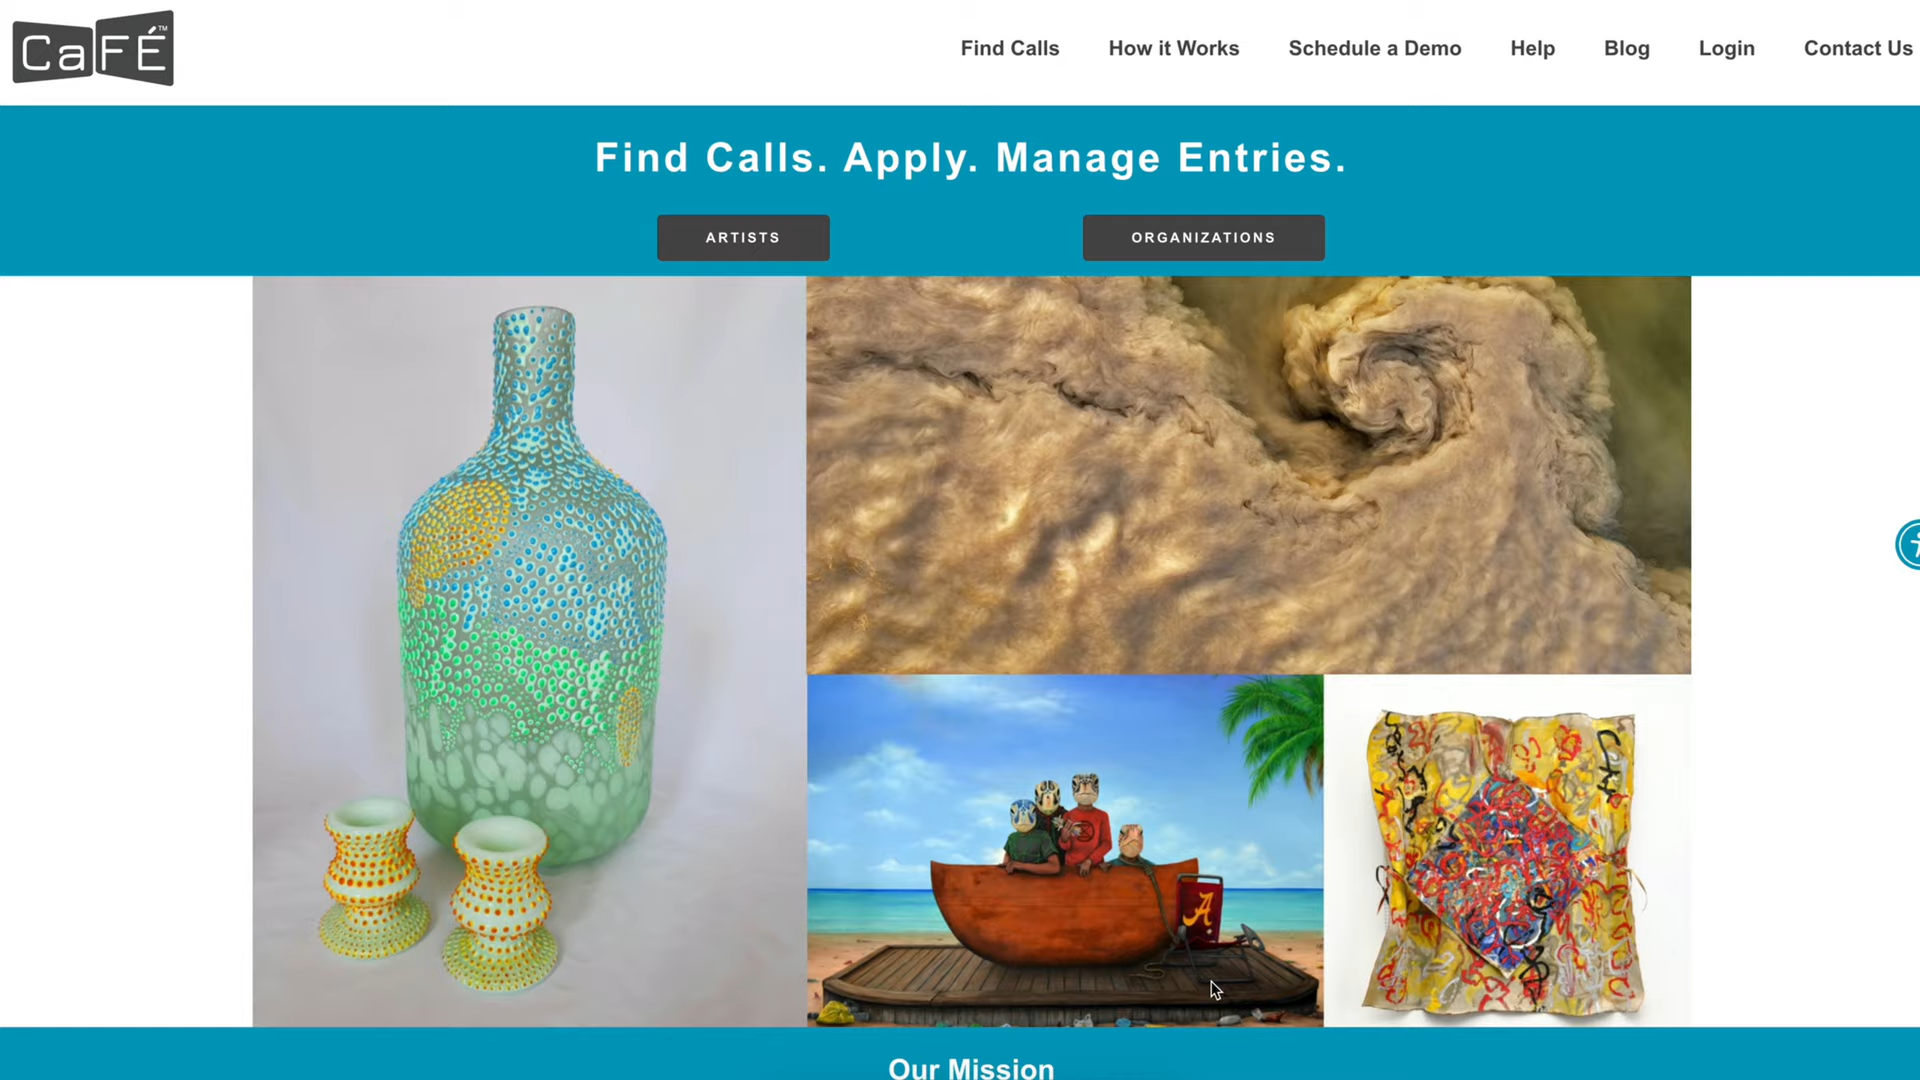 CaFÉ™
Find Calls
How it Works
Schedule a Demo
Help
Blog
Login
Contact Us
Find Calls. Apply. Manage Entries.
ARTISTS
ORGANIZATIONS
A
Our Mission